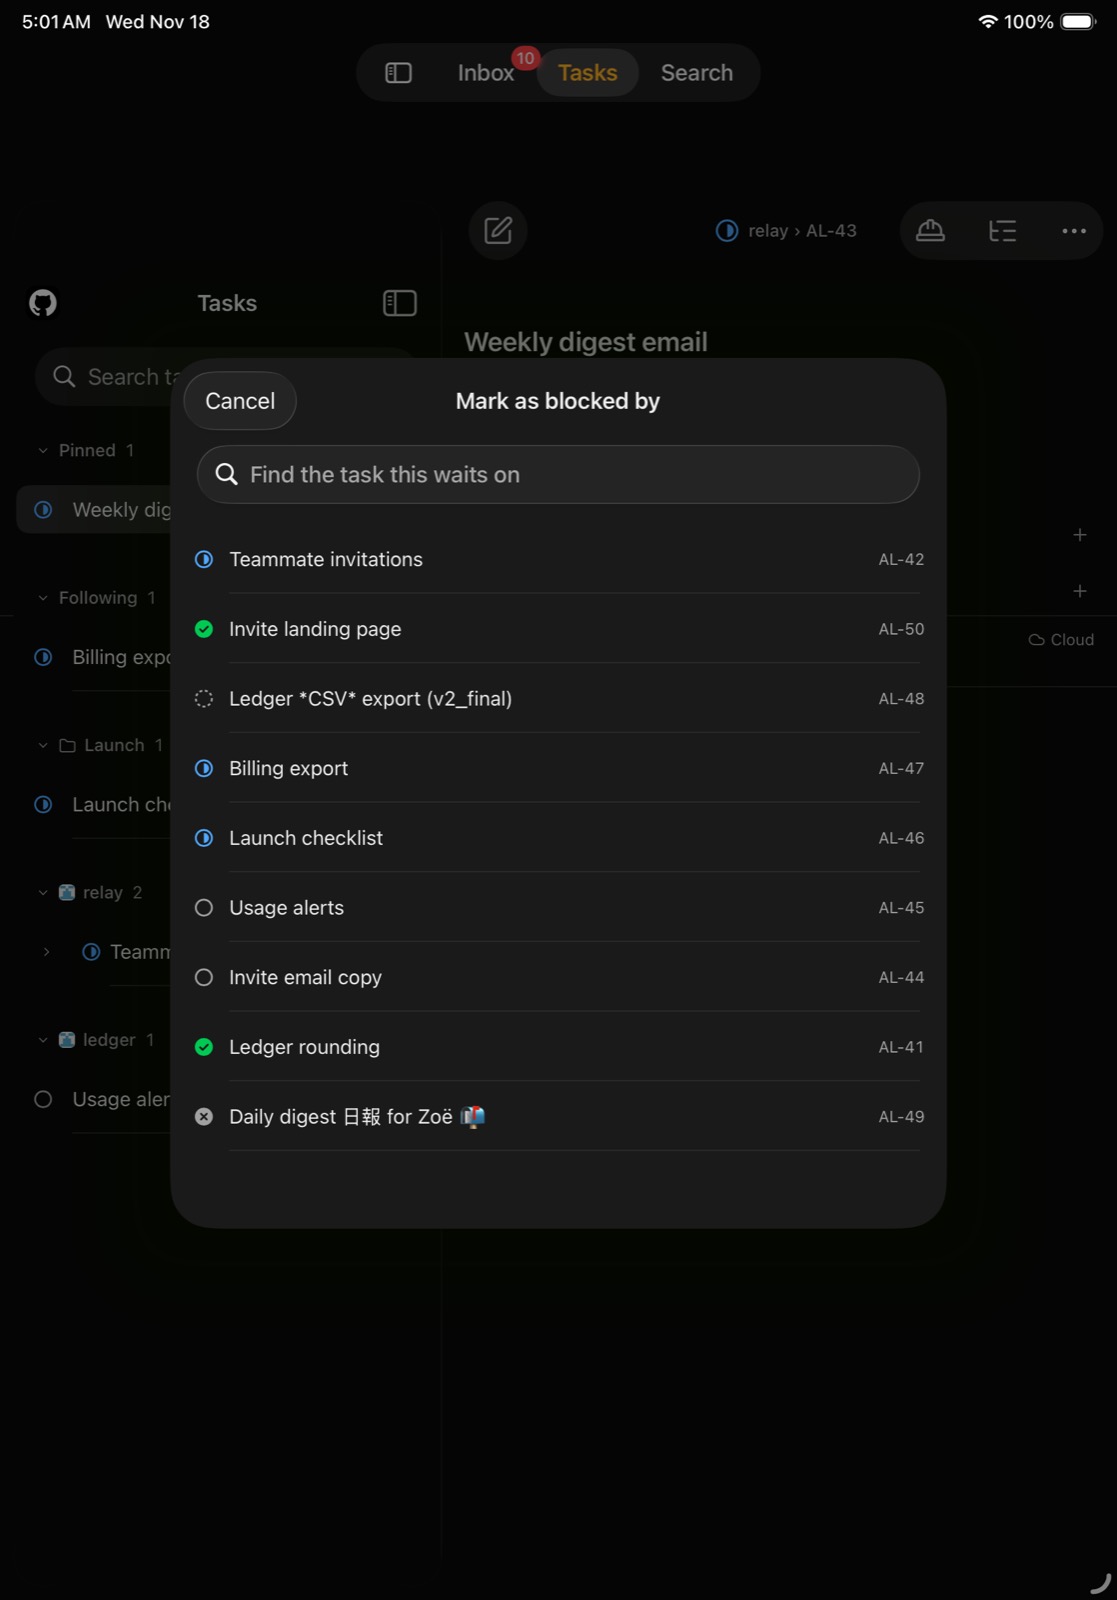 5:01 AM Wed Nov 18
100%
Inbox 10
Tasks
Search
relay › AL-43
Tasks
Weekly digest email
Search ta
Cancel
Mark as blocked by
Find the task this waits on
Pinned 1
Weekly dig
Following 1
Billing expo
Cloud
Launch 1
Launch che
relay 2
Teamm
ledger 1
Usage aler
Teammate invitations AL-42
Invite landing page AL-50
Ledger *CSV* export (v2_final) AL-48
Billing export AL-47
Launch checklist AL-46
Usage alerts AL-45
Invite email copy AL-44
Ledger rounding AL-41
Daily digest 日報 for Zoë 📬 AL-49